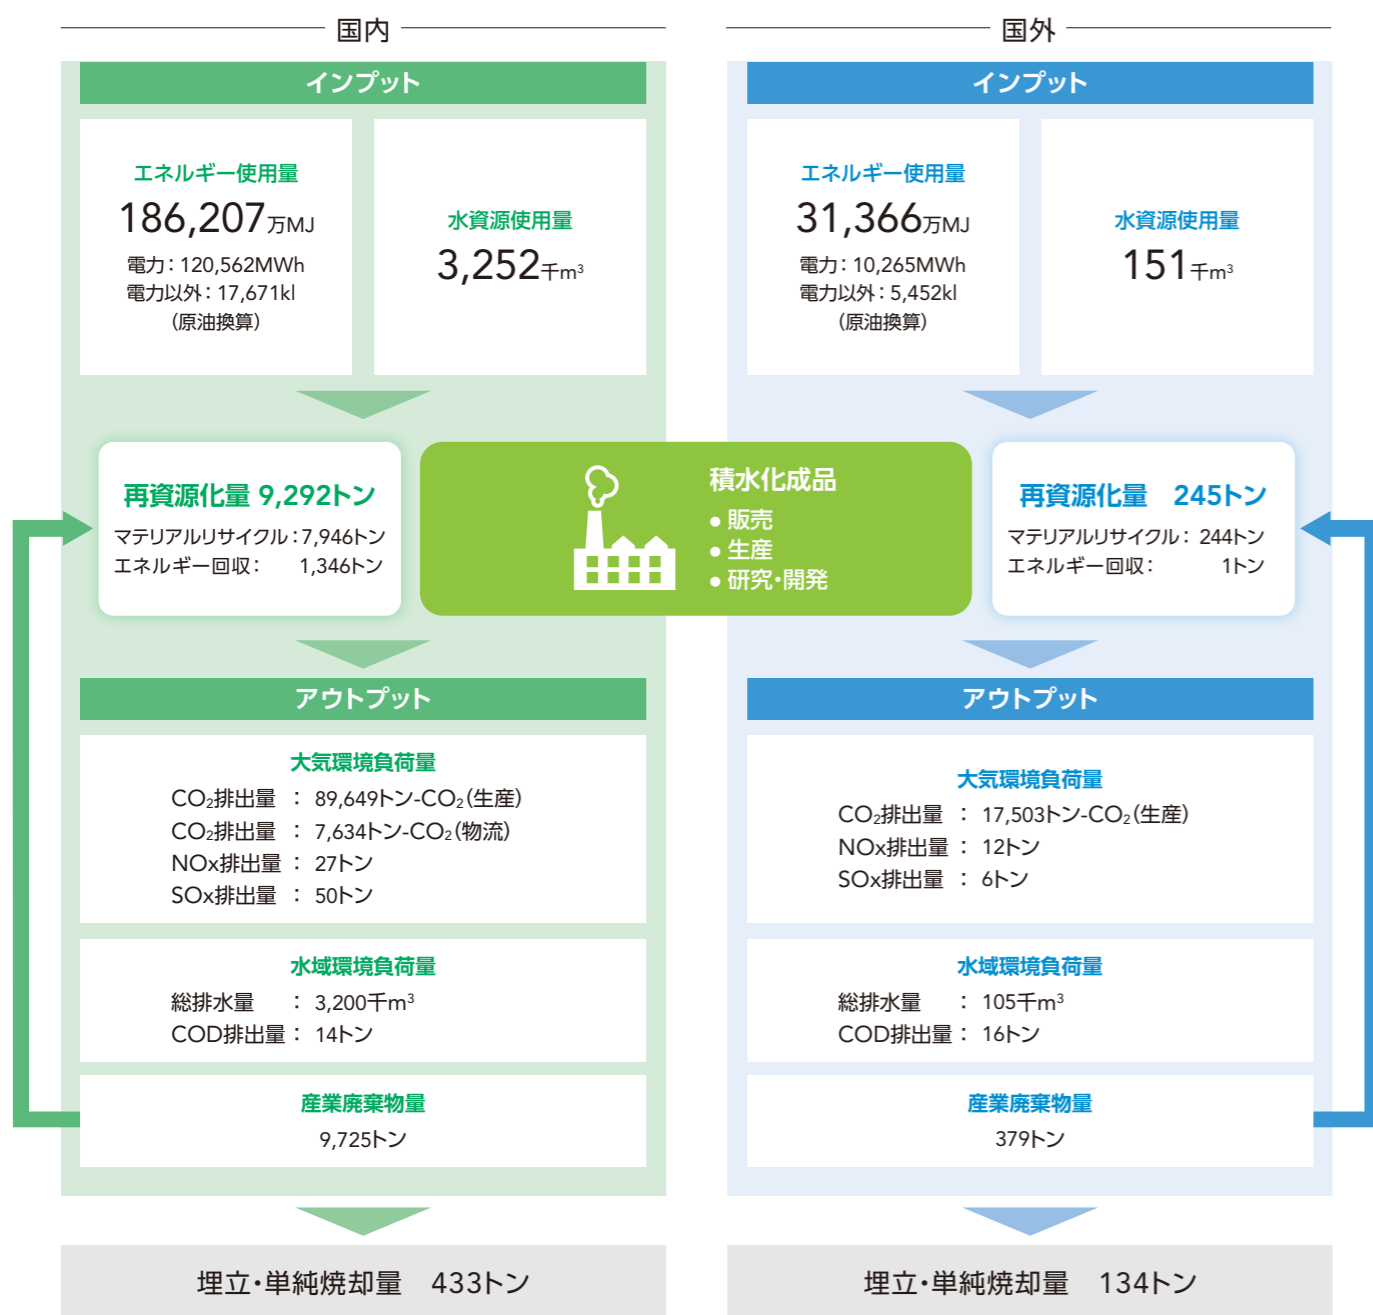 国内
インプット
エネルギー使用量
186,207万MJ
電力：120,562MWh
電力以外：17,671kl
（原油換算）
水資源使用量
3,252千m³
国外
インプット
エネルギー使用量
31,366万MJ
電力：10,265MWh
電力以外：5,452kl
（原油換算）
水資源使用量
151千m³
再資源化量 9,292トン
マテリアルリサイクル：7,946トン
エネルギー回収： 1,346トン
積水化成品
● 販売
● 生産
● 研究・開発
再資源化量 245トン
マテリアルリサイクル： 244トン
エネルギー回収： 1トン
アウトプット
大気環境負荷量
CO₂排出量 ： 89,649トン-CO₂（生産）
CO₂排出量 ： 7,634トン-CO₂（物流）
NOx排出量 ： 27トン
SOx排出量 ： 50トン
水域環境負荷量
総排水量 ： 3,200千m³
COD排出量 ： 14トン
産業廃棄物量
9,725トン
埋立・単純焼却量 433トン
アウトプット
大気環境負荷量
CO₂排出量 ： 17,503トン-CO₂（生産）
NOx排出量 ： 12トン
SOx排出量 ： 6トン
水域環境負荷量
総排水量 ： 105千m³
COD排出量 ： 16トン
産業廃棄物量
379トン
埋立・単純焼却量 134トン